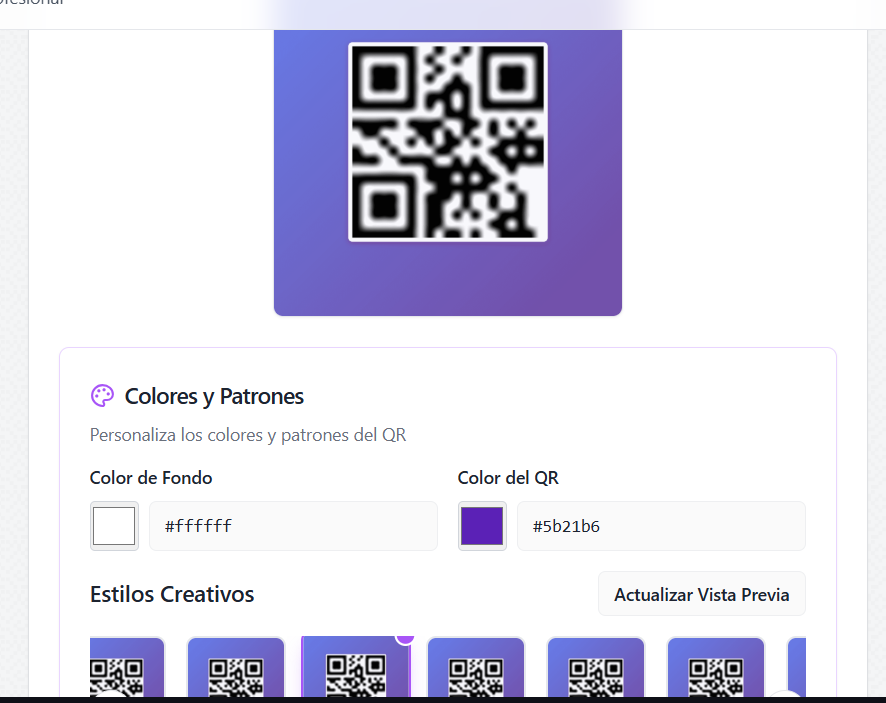 Colores y Patrones
Personaliza los colores y patrones del QR
Color de Fondo
Color del QR
#ffffff
#5b21b6
Estilos Creativos
Actualizar Vista Previa